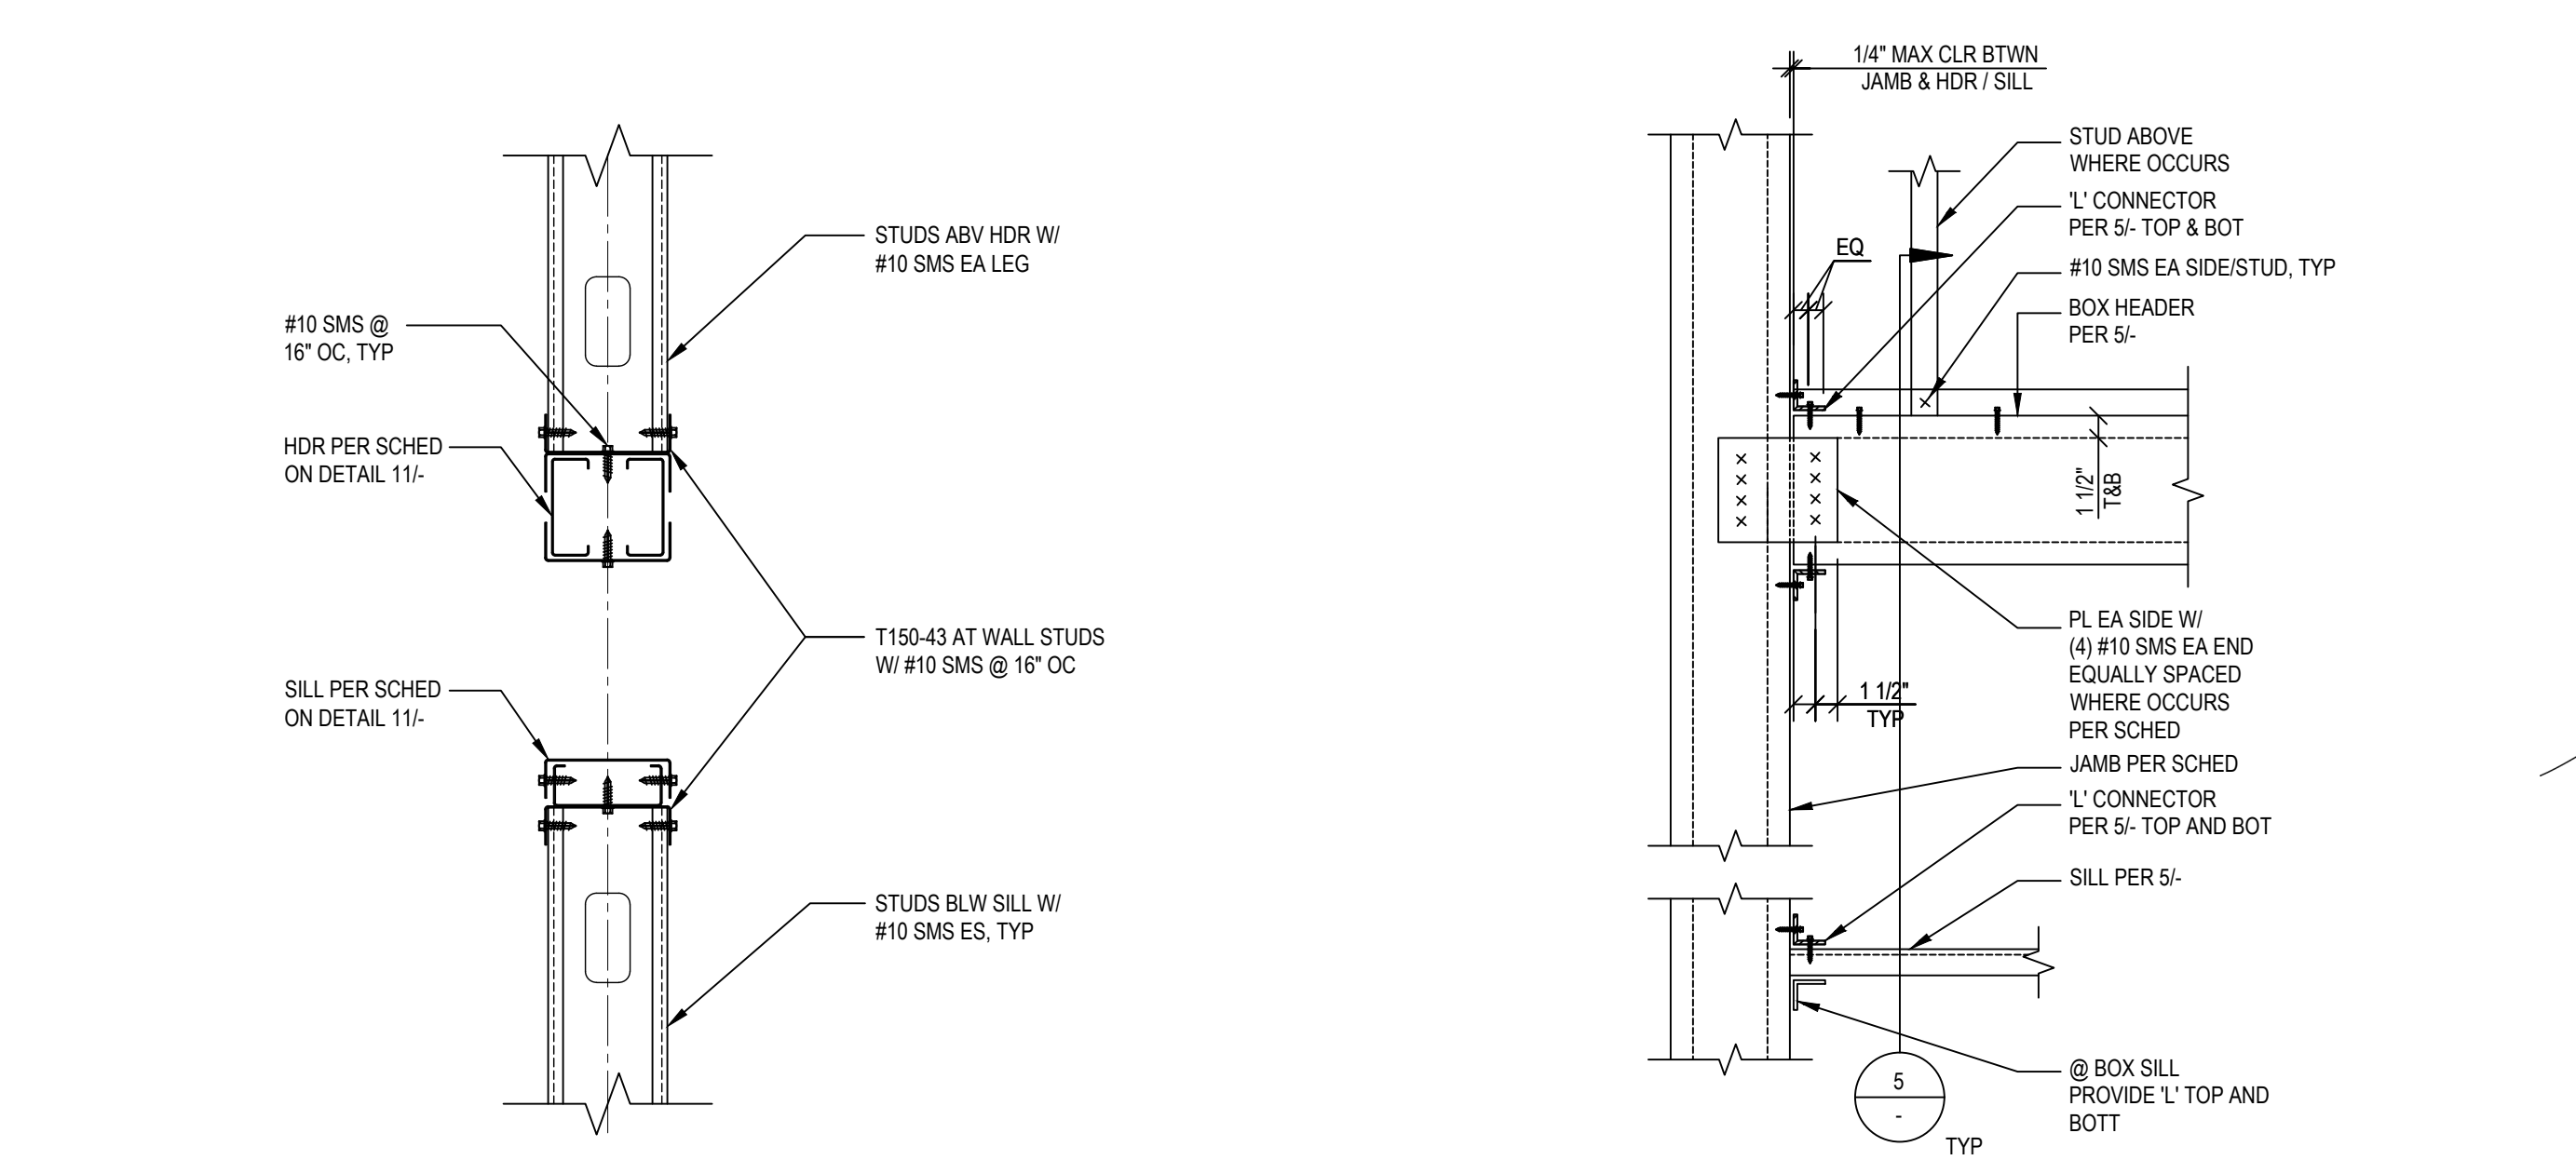 STUDS ABV HDR W/
#10 SMS EA LEG
#10 SMS @
16" OC, TYP
HDR PER SCHED
ON DETAIL 11/-
T150-43 AT WALL STUDS
W/ #10 SMS @ 16" OC
SILL PER SCHED
ON DETAIL 11/-
STUDS BLW SILL W/
#10 SMS ES, TYP
1/4" MAX CLR BTWN
JAMB & HDR / SILL
STUD ABOVE
WHERE OCCURS
'L' CONNECTOR
PER 5/- TOP & BOT
EQ
#10 SMS EA SIDE/STUD, TYP
BOX HEADER
PER 5/-
1 1/2"
T&B
PL EA SIDE W/
(4) #10 SMS EA END
EQUALLY SPACED
WHERE OCCURS
PER SCHED
1 1/2"
TYP
JAMB PER SCHED
'L' CONNECTOR
PER 5/- TOP AND BOT
SILL PER 5/-
@ BOX SILL
PROVIDE 'L' TOP AND
BOTT
5
-
TYP